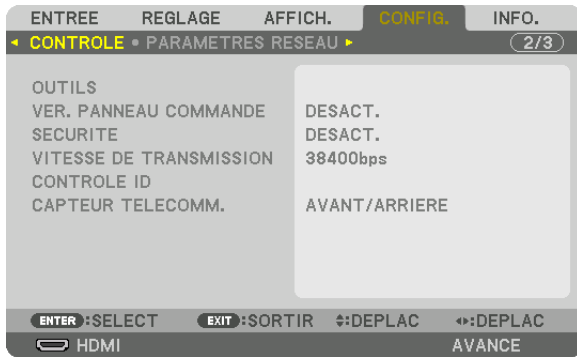 ENTREE REGLAGE AFFICH. CONFIG. INFO.
CONTROLE • PARAMETRES RESEAU 2/3
OUTILS
VER. PANNEAU COMMANDE DESACT.
SECURITE DESACT.
VITESSE DE TRANSMISSION 38400bps
CONTROLE ID
CAPTEUR TELECOMM. AVANT/ARRIERE
ENTER :SELECT EXIT :SORTIR :DEPLAC :DEPLAC
HDMI AVANCE